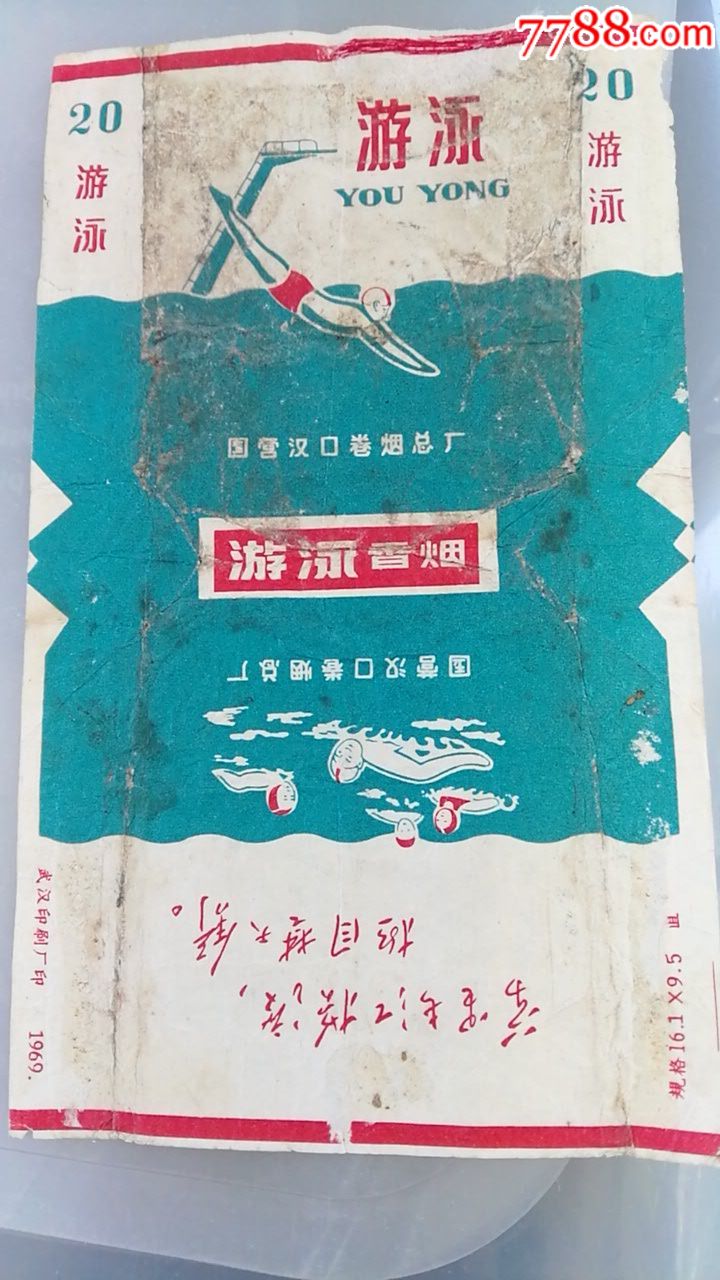 7788.com
20
游泳
20
游泳
游泳
YOU YONG
国营汉口卷烟总厂
游泳香烟
国营汉口卷烟总厂
万里长江横渡，
极目楚天舒。
武汉印刷厂印 1969.
规格16.1×9.5